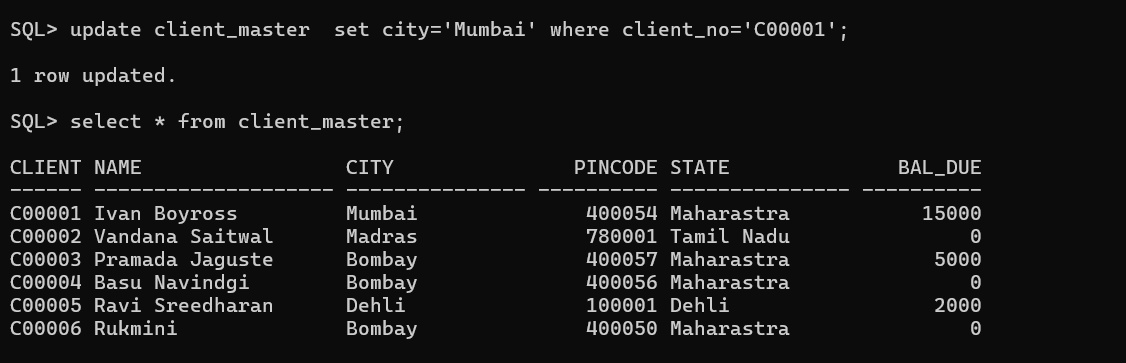 SQL> update client_master  set city='Mumbai' where client_no='C00001';
1 row updated.
SQL> select * from client_master;
CLIENT NAME                 CITY               PINCODE STATE              BAL_DUE
------ -------------------- --------------- ---------- --------------- ----------
C00001 Ivan Boyross         Mumbai              400054 Maharastra           15000
C00002 Vandana Saitwal      Madras              780001 Tamil Nadu               0
C00003 Pramada Jaguste      Bombay              400057 Maharastra            5000
C00004 Basu Navindgi        Bombay              400056 Maharastra               0
C00005 Ravi Sreedharan      Dehli               100001 Dehli                 2000
C00006 Rukmini              Bombay              400050 Maharastra               0